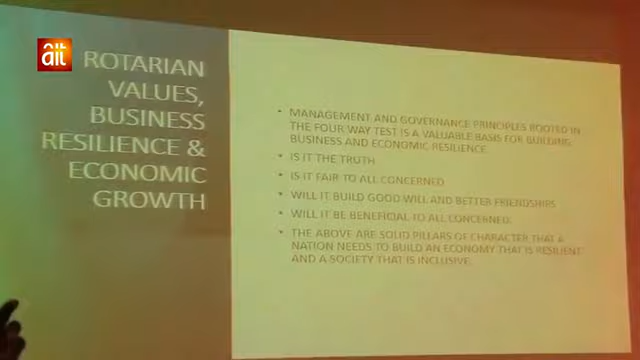 ait
ROTARIAN
VALUES,
BUSINESS
RESILIENCE &
ECONOMIC
GROWTH
• MANAGEMENT AND GOVERNANCE PRINCIPLES ROOTED IN
THE FOUR WAY TEST IS A VALUABLE BASIS FOR BUILDING
BUSINESS AND ECONOMIC RESILIENCE.
• IS IT THE TRUTH
• IS IT FAIR TO ALL CONCERNED
• WILL IT BUILD GOOD WILL AND BETTER FRIENDSHIPS
• WILL IT BE BENEFICIAL TO ALL CONCERNED.
• THE ABOVE ARE SOLID PILLARS OF CHARACTER THAT A
NATION NEEDS TO BUILD AN ECONOMY THAT IS RESILIENT
AND A SOCIETY THAT IS INCLUSIVE.